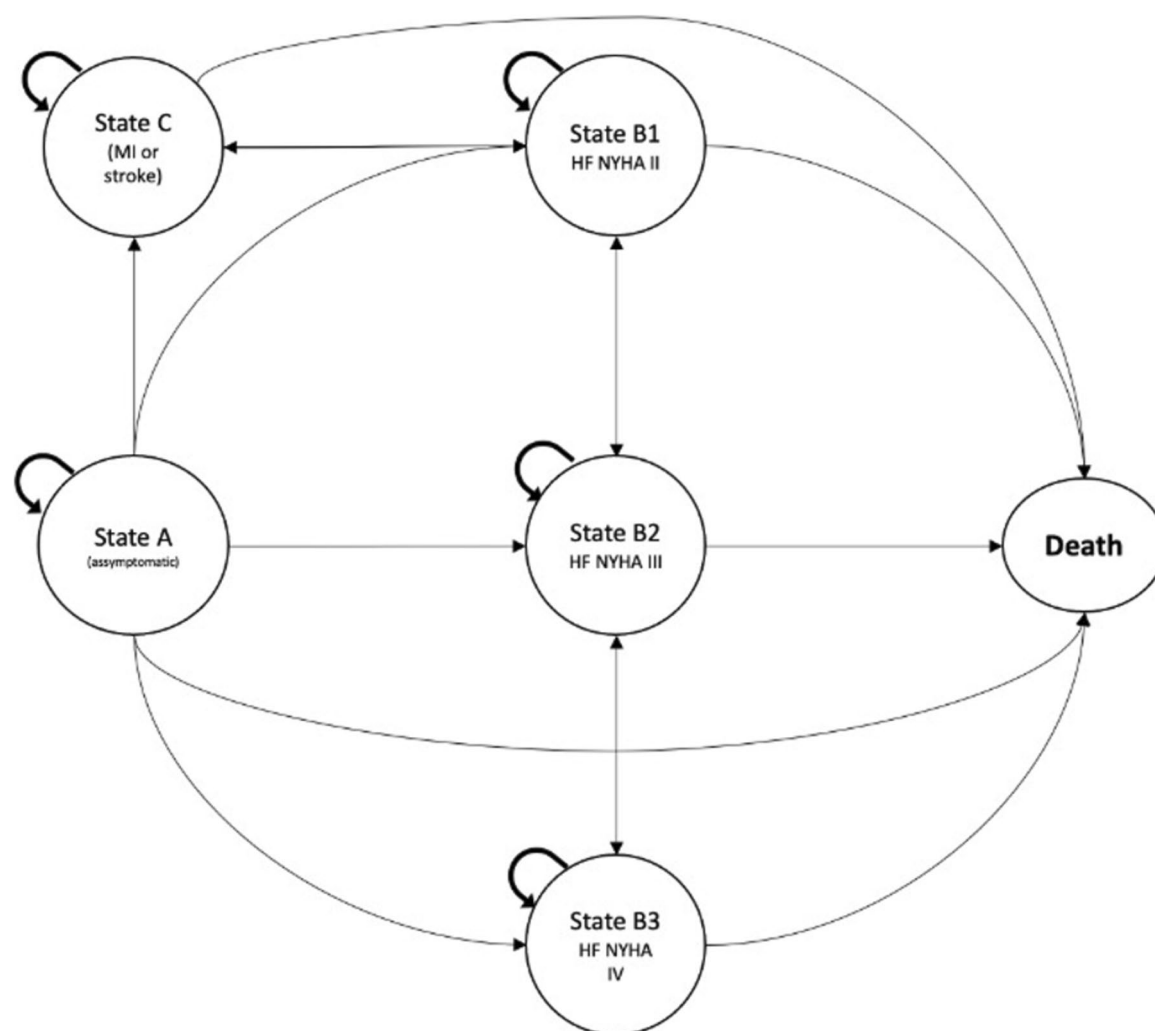 State C
(MI or
stroke)
State B1
HF NYHA II
State A
(assymptomatic)
State B2
HF NYHA III
Death
State B3
HF NYHA
IV